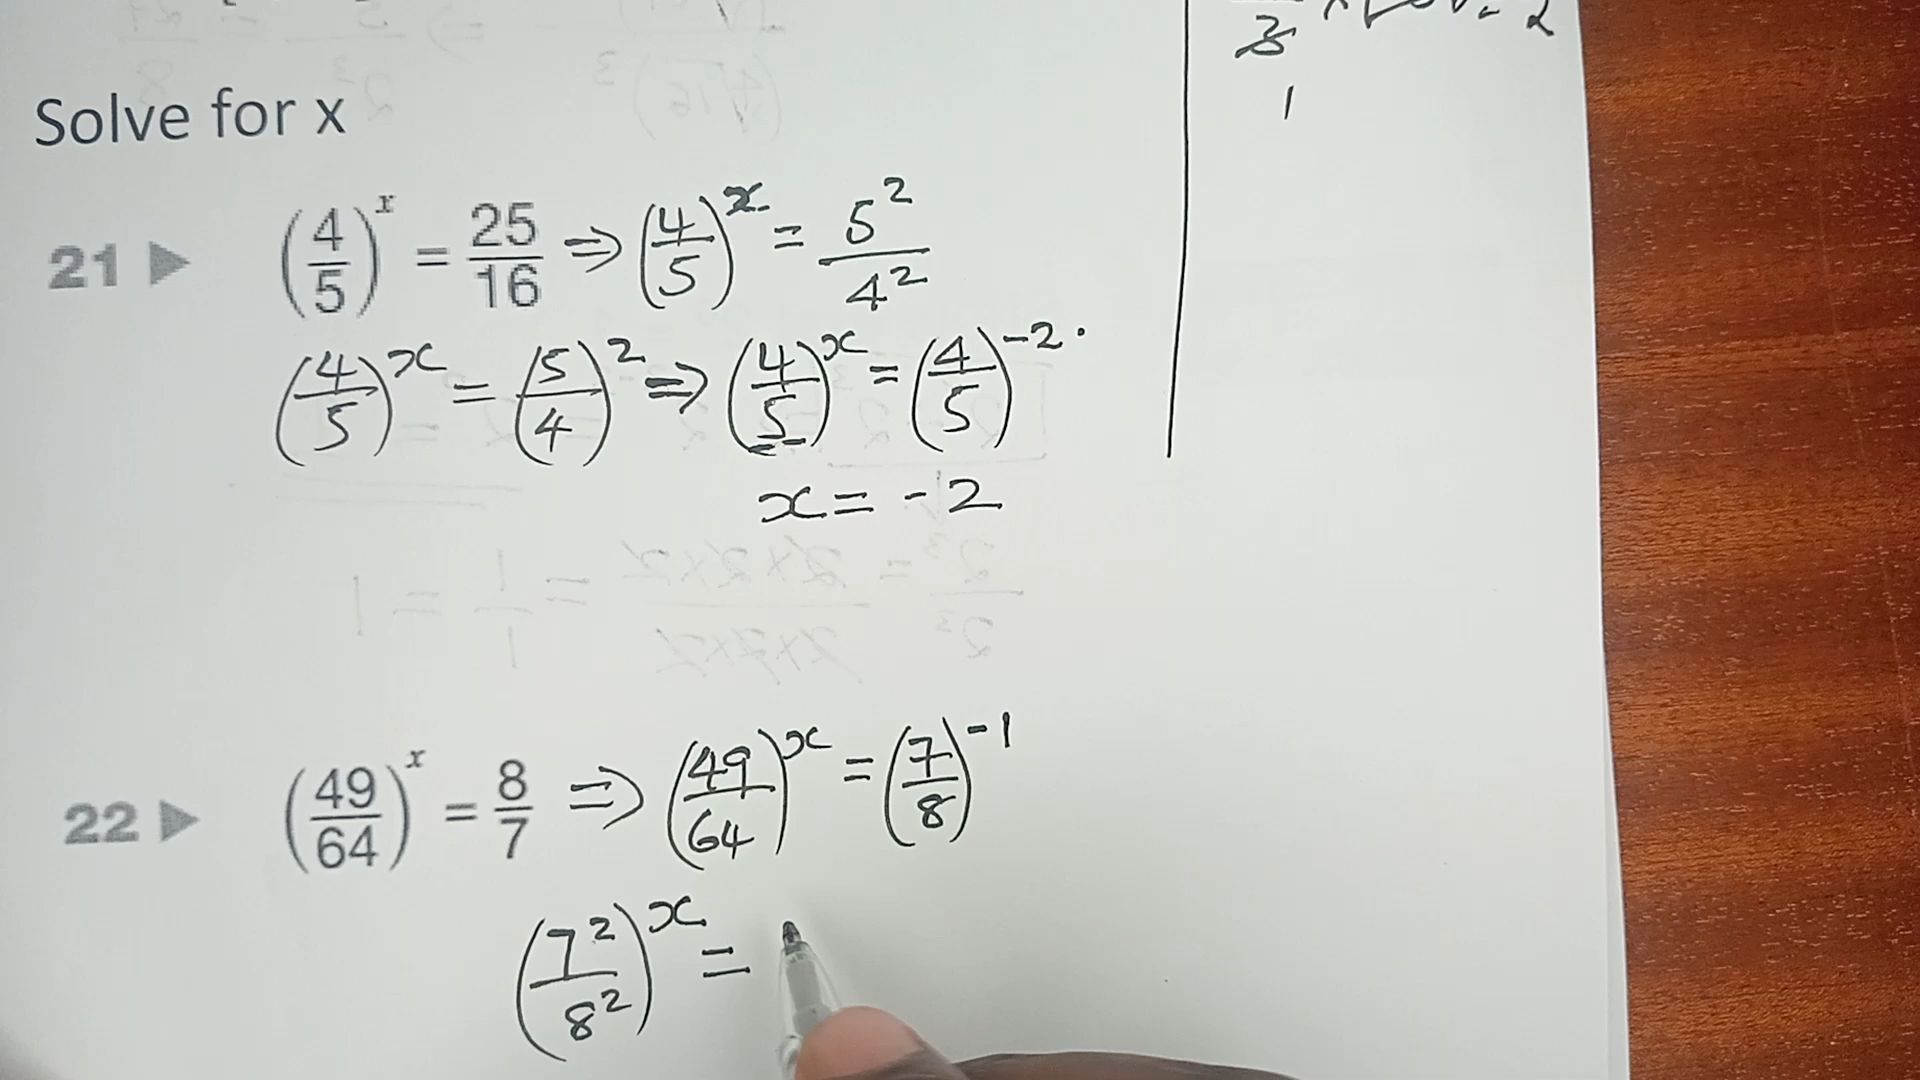 Solve for x
21 ▶ (4/5)^x = 25/16 ⇒ (4/5)^x = 5²/4²
(4/5)^x = (5/4)^2 ⇒ (4/5)^x = (4/5)^-2.
x = -2
22 ▶ (49/64)^x = 8/7 ⇒ (49/64)^x = (7/8)^-1
(7²/8²)^x =
1